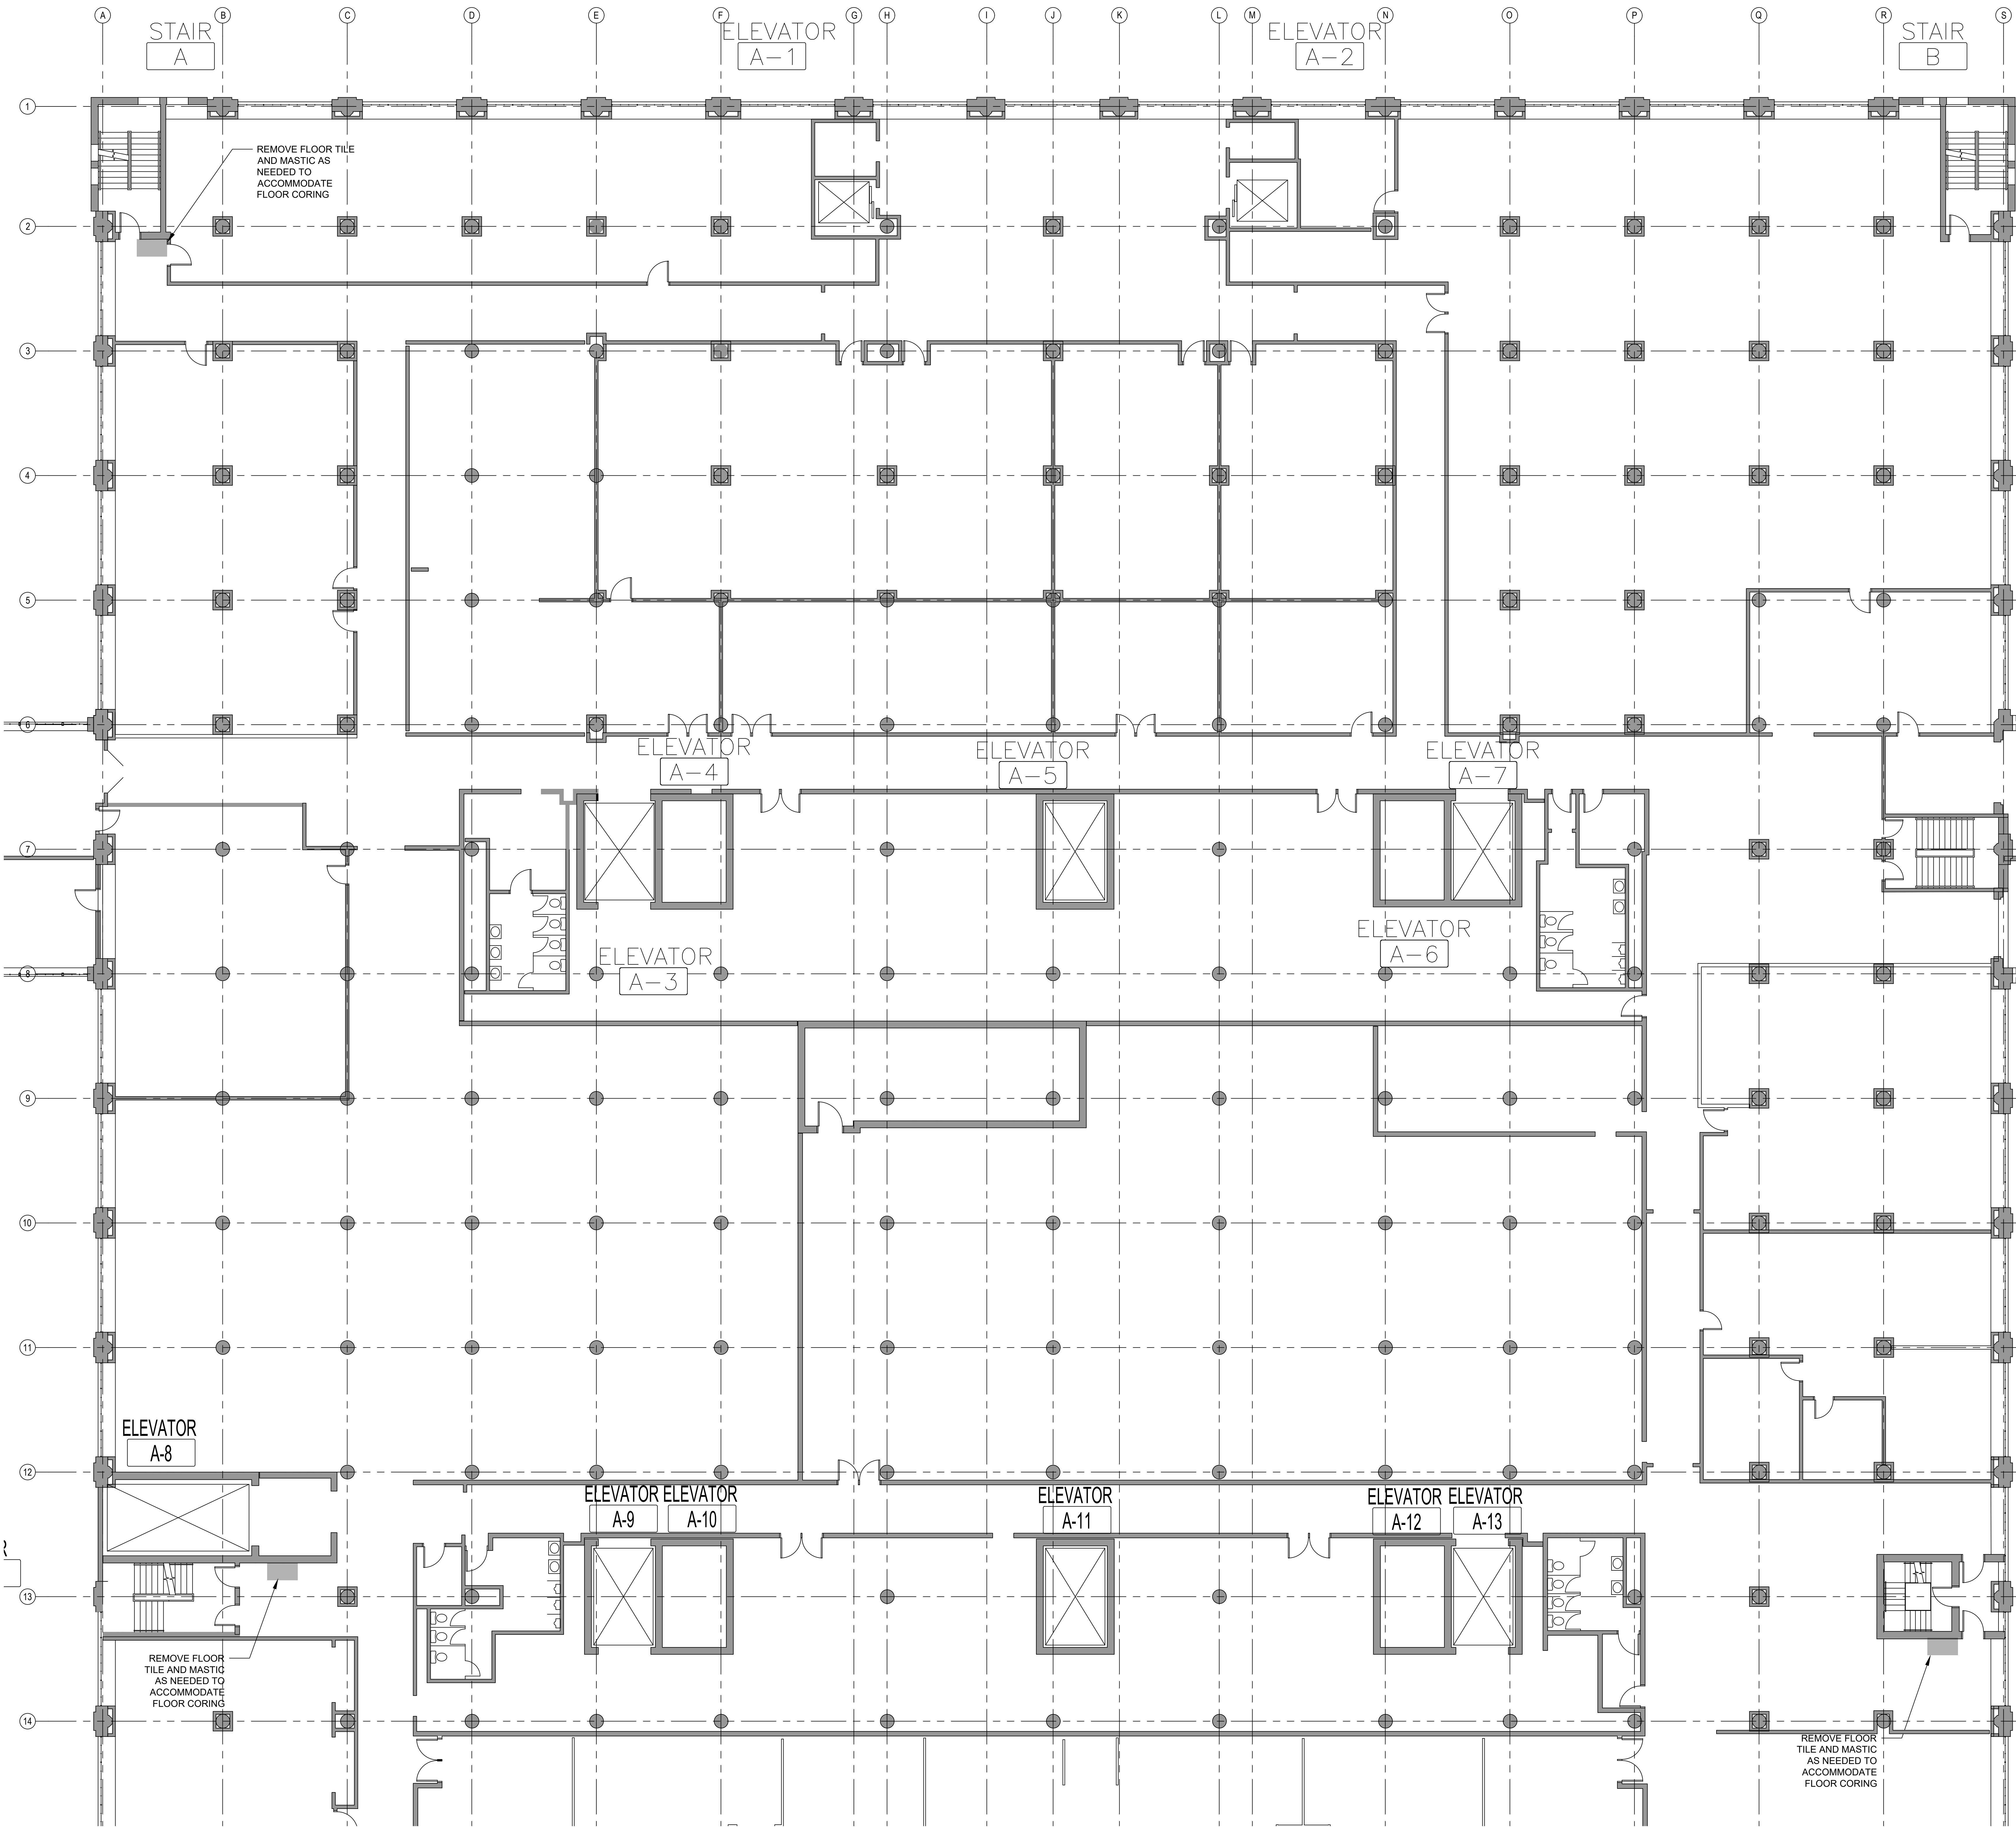 A B C D E F G H I J K L M N O P Q R S
STAIR
A
ELEVATOR
A-1
ELEVATOR
A-2
STAIR
B
1
REMOVE FLOOR TILE
AND MASTIC AS
NEEDED TO
ACCOMMODATE
FLOOR CORING
2
3
4
5
6
ELEVATOR
A-4
ELEVATOR
A-5
ELEVATOR
A-7
7
ELEVATOR
A-3
ELEVATOR
A-6
8
9
10
11
ELEVATOR
A-8
12
ELEVATOR
A-9
ELEVATOR
A-10
ELEVATOR
A-11
ELEVATOR
A-12
ELEVATOR
A-13
13
REMOVE FLOOR
TILE AND MASTIC
AS NEEDED TO
ACCOMMODATE
FLOOR CORING
14
REMOVE FLOOR
TILE AND MASTIC
AS NEEDED TO
ACCOMMODATE
FLOOR CORING